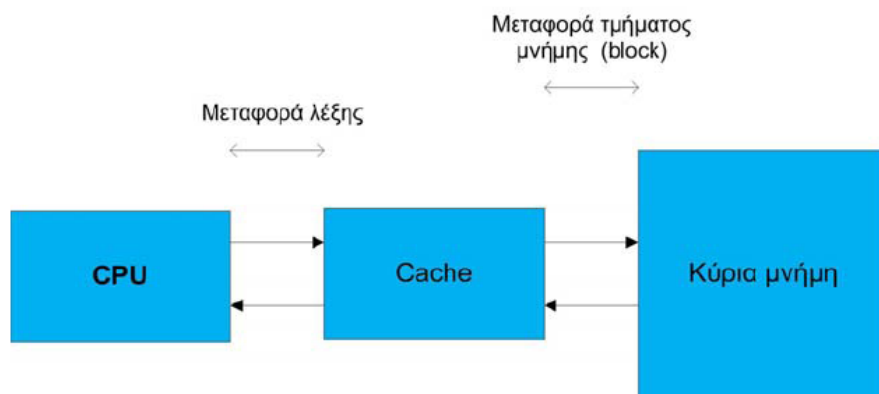 Μεταφορά τμήματος
μνήμης (block)
Μεταφορά λέξης
CPU
Cache
Κύρια μνήμη